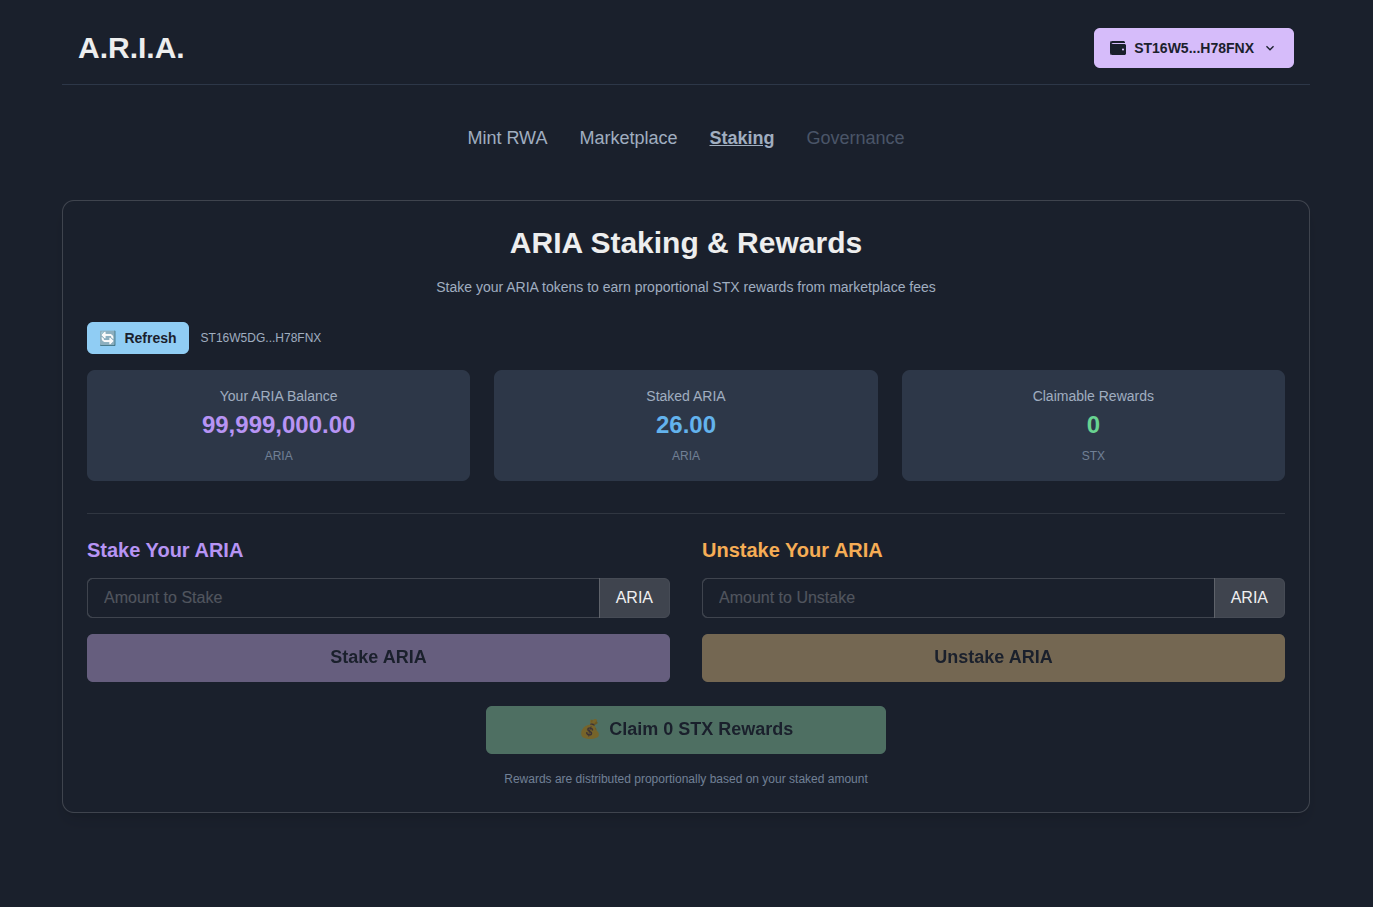 A.R.I.A.
ST16W5...H78FNX
Mint RWA Marketplace Staking Governance
ARIA Staking & Rewards
Stake your ARIA tokens to earn proportional STX rewards from marketplace fees
Refresh ST16W5DG...H78FNX
Your ARIA Balance
99,999,000.00
ARIA
Staked ARIA
26.00
ARIA
Claimable Rewards
0
STX
Stake Your ARIA
Amount to Stake ARIA
Stake ARIA
Unstake Your ARIA
Amount to Unstake ARIA
Unstake ARIA
Claim 0 STX Rewards
Rewards are distributed proportionally based on your staked amount